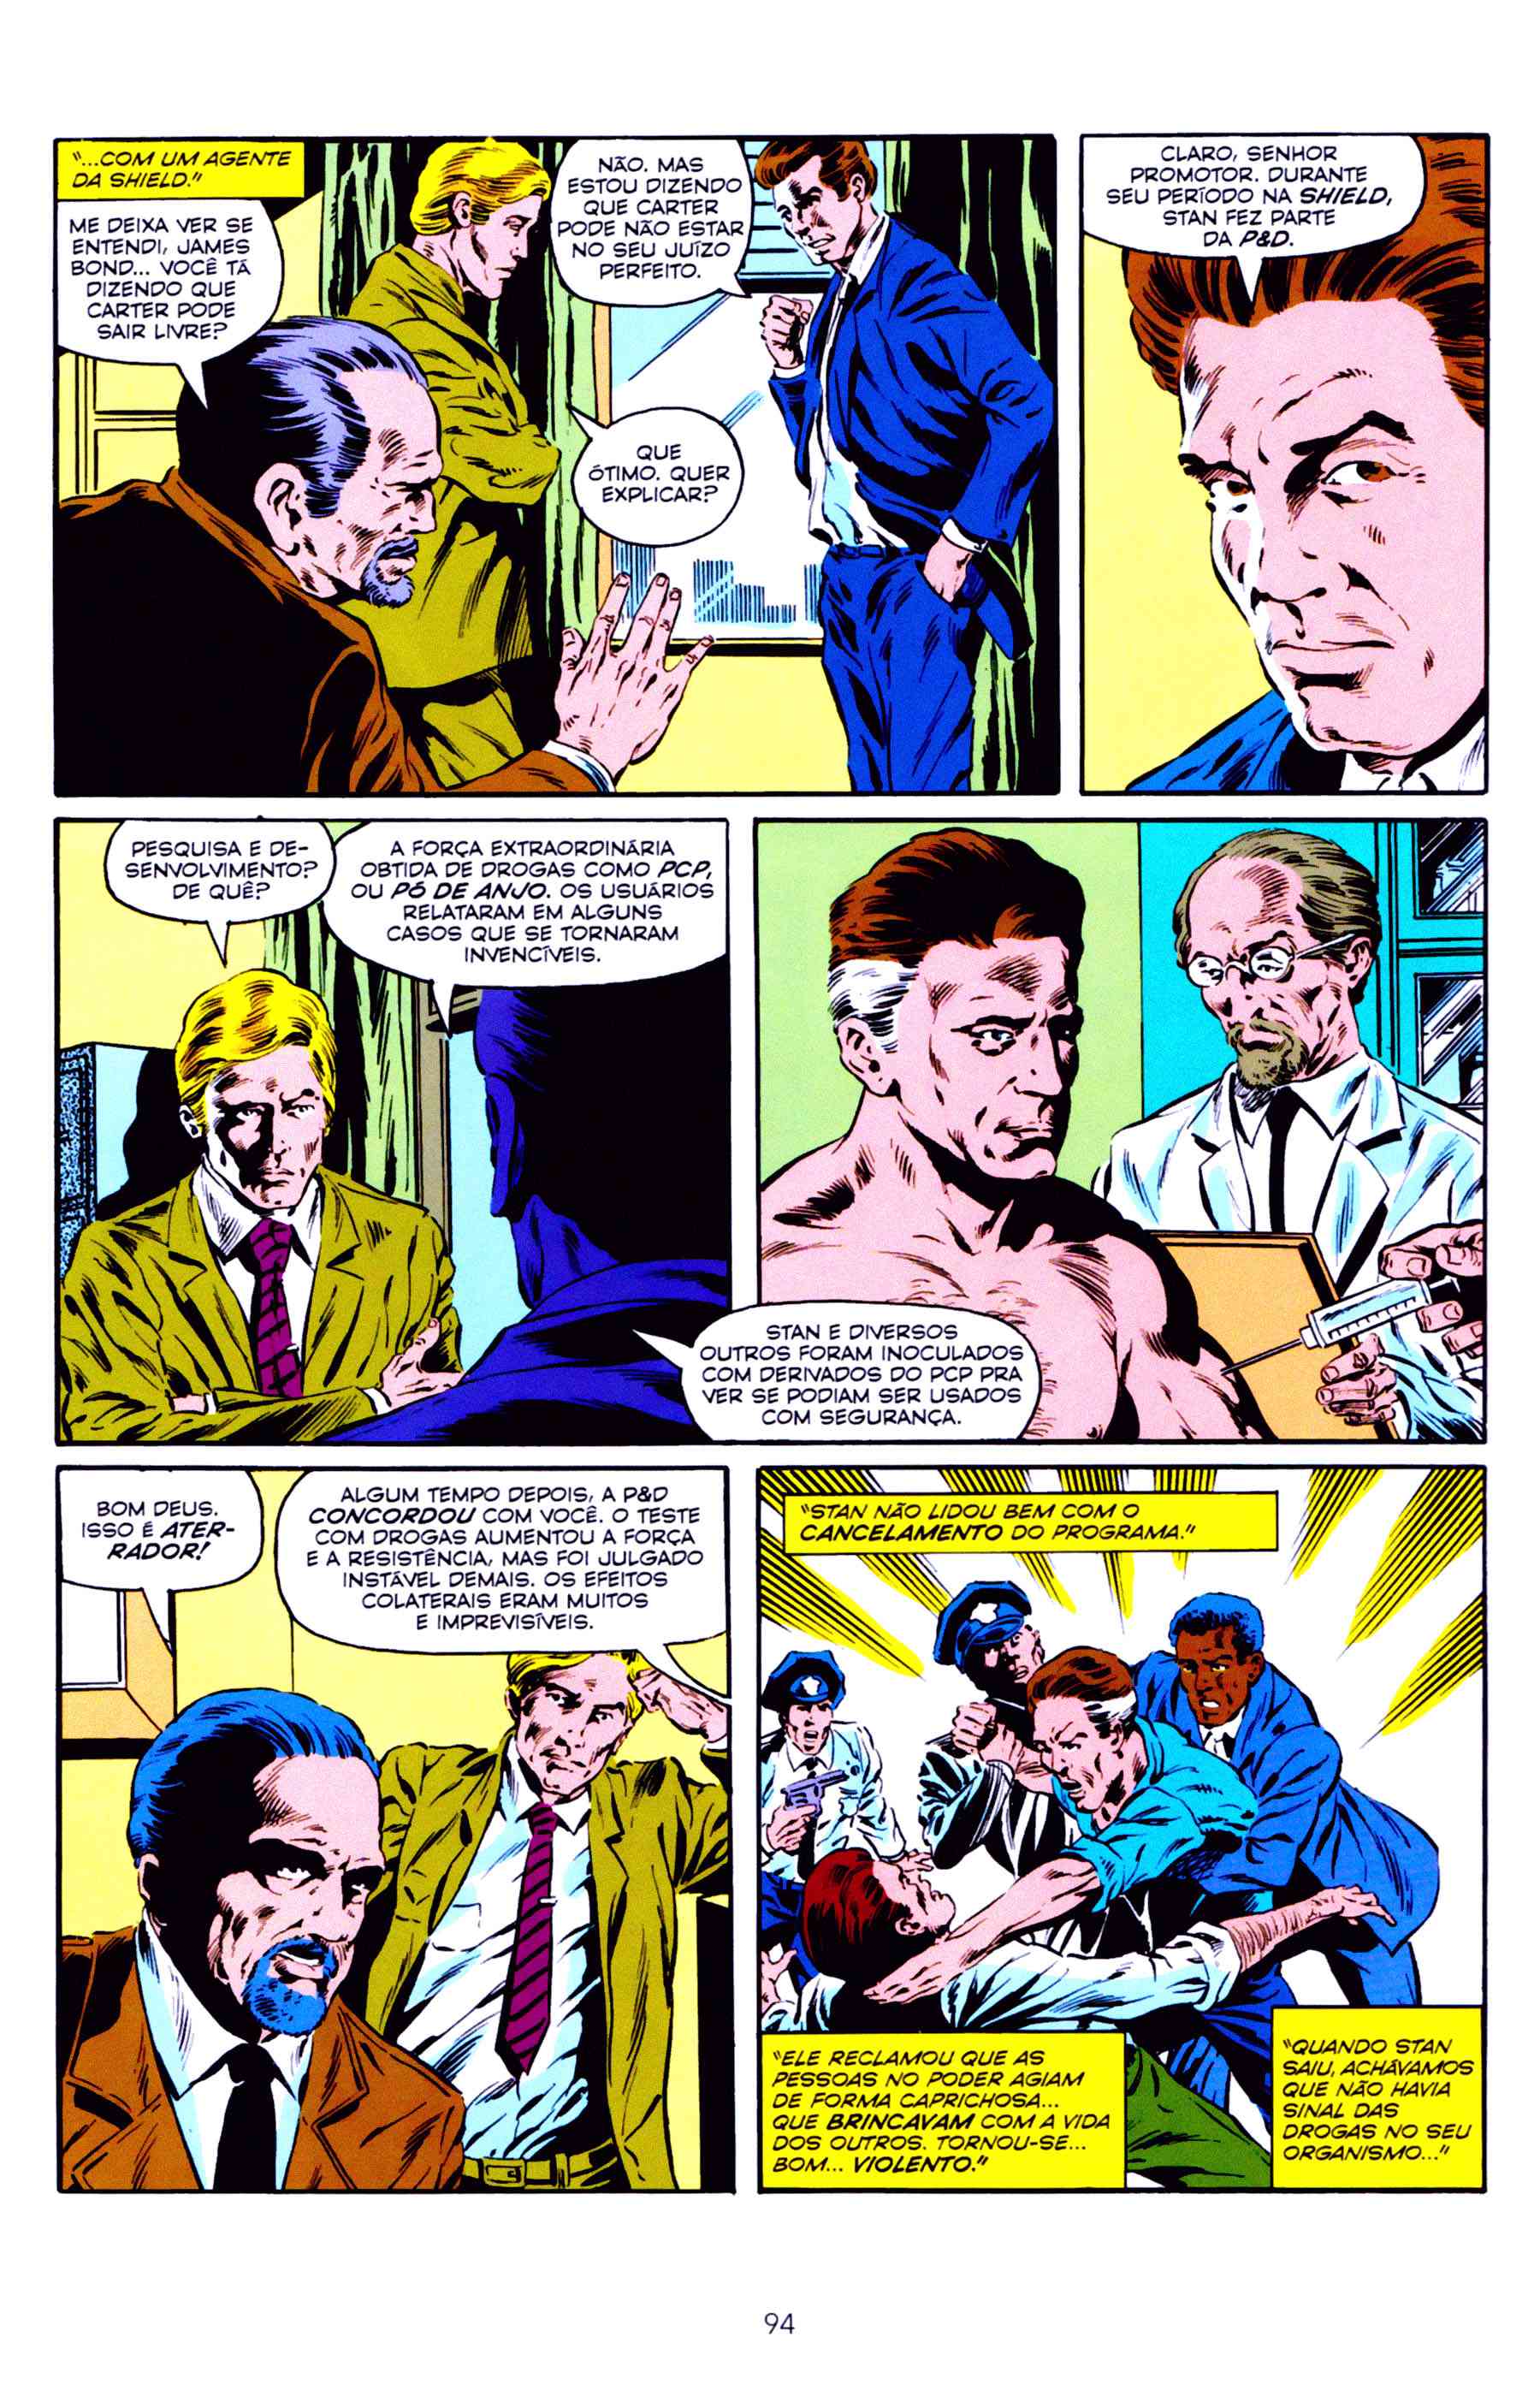 "...COM UM AGENTE
DA SHIELD."
ME DEIXA VER SE
ENTENDI, JAMES
BOND... VOCÊ TÁ
DIZENDO QUE
CARTER PODE
SAIR LIVRE?
NÃO. MAS
ESTOU DIZENDO
QUE CARTER
PODE NÃO ESTAR
NO SEU JUÍZO
PERFEITO.
QUE
ÓTIMO. QUER
EXPLICAR?
CLARO, SENHOR
PROMOTOR. DURANTE
SEU PERÍODO NA SHIELD,
STAN FEZ PARTE
DA P&D.
PESQUISA E DE-
SENVOLVIMENTO?
DE QUÊ?
A FORÇA EXTRAORDINÁRIA
OBTIDA DE DROGAS COMO PCP,
OU PÓ DE ANJO. OS USUÁRIOS
RELATARAM EM ALGUNS
CASOS QUE SE TORNARAM
INVENCÍVEIS.
STAN E DIVERSOS
OUTROS FORAM INOCULADOS
COM DERIVADOS DO PCP PRA
VER SE PODIAM SER USADOS
COM SEGURANÇA.
BOM DEUS.
ISSO É ATER-
RADOR!
ALGUM TEMPO DEPOIS, A P&D
CONCORDOU COM VOCÊ. O TESTE
COM DROGAS AUMENTOU A FORÇA
E A RESISTÊNCIA, MAS FOI JULGADO
INSTÁVEL DEMAIS. OS EFEITOS
COLATERAIS ERAM MUITOS
E IMPREVISÍVEIS.
"STAN NÃO LIDOU BEM COM O
CANCELAMENTO DO PROGRAMA."
"ELE RECLAMOU QUE AS
PESSOAS NO PODER AGIAM
DE FORMA CAPRICHOSA...
QUE BRINCAVAM COM A VIDA
DOS OUTROS. TORNOU-SE...
BOM... VIOLENTO."
"QUANDO STAN
SAIU, ACHÁVAMOS
QUE NÃO HAVIA
SINAL DAS
DROGAS NO SEU
ORGANISMO..."
94